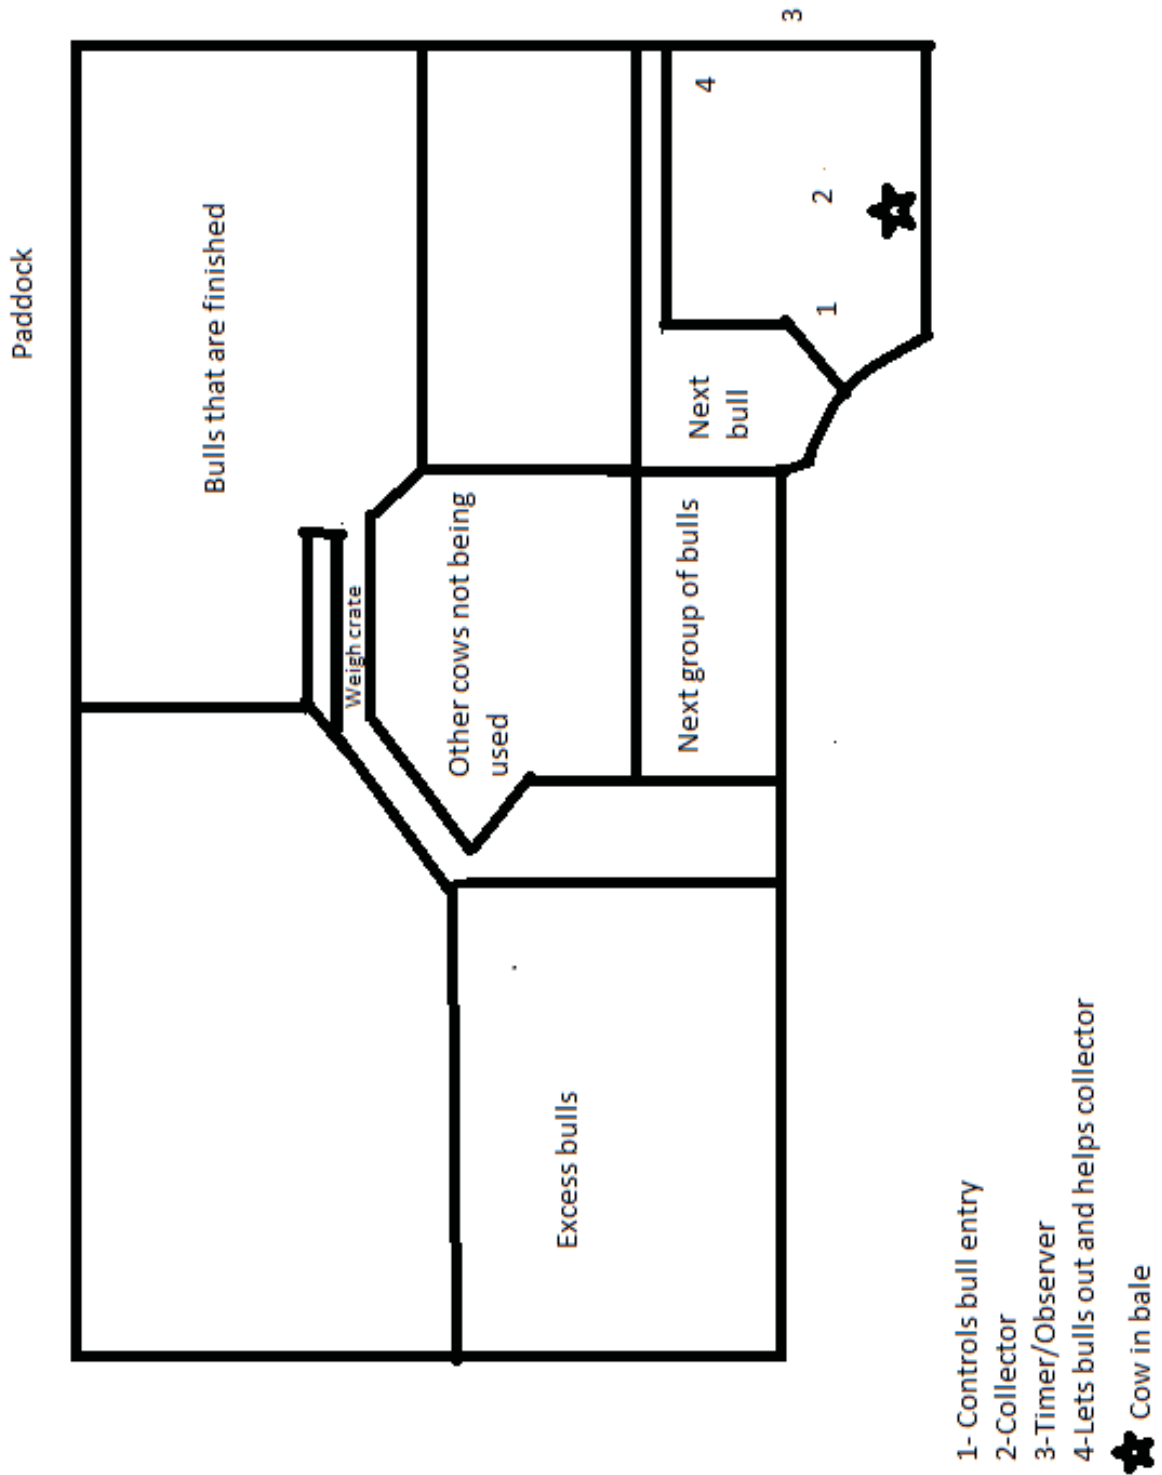 Paddock
Bulls that are finished
Weigh crate
Other cows not being
used
Next
bull
Next group of bulls
Excess bulls
1
2
3
4
1- Controls bull entry
2-Collector
3-Timer/Observer
4-Lets bulls out and helps collector
Cow in bale